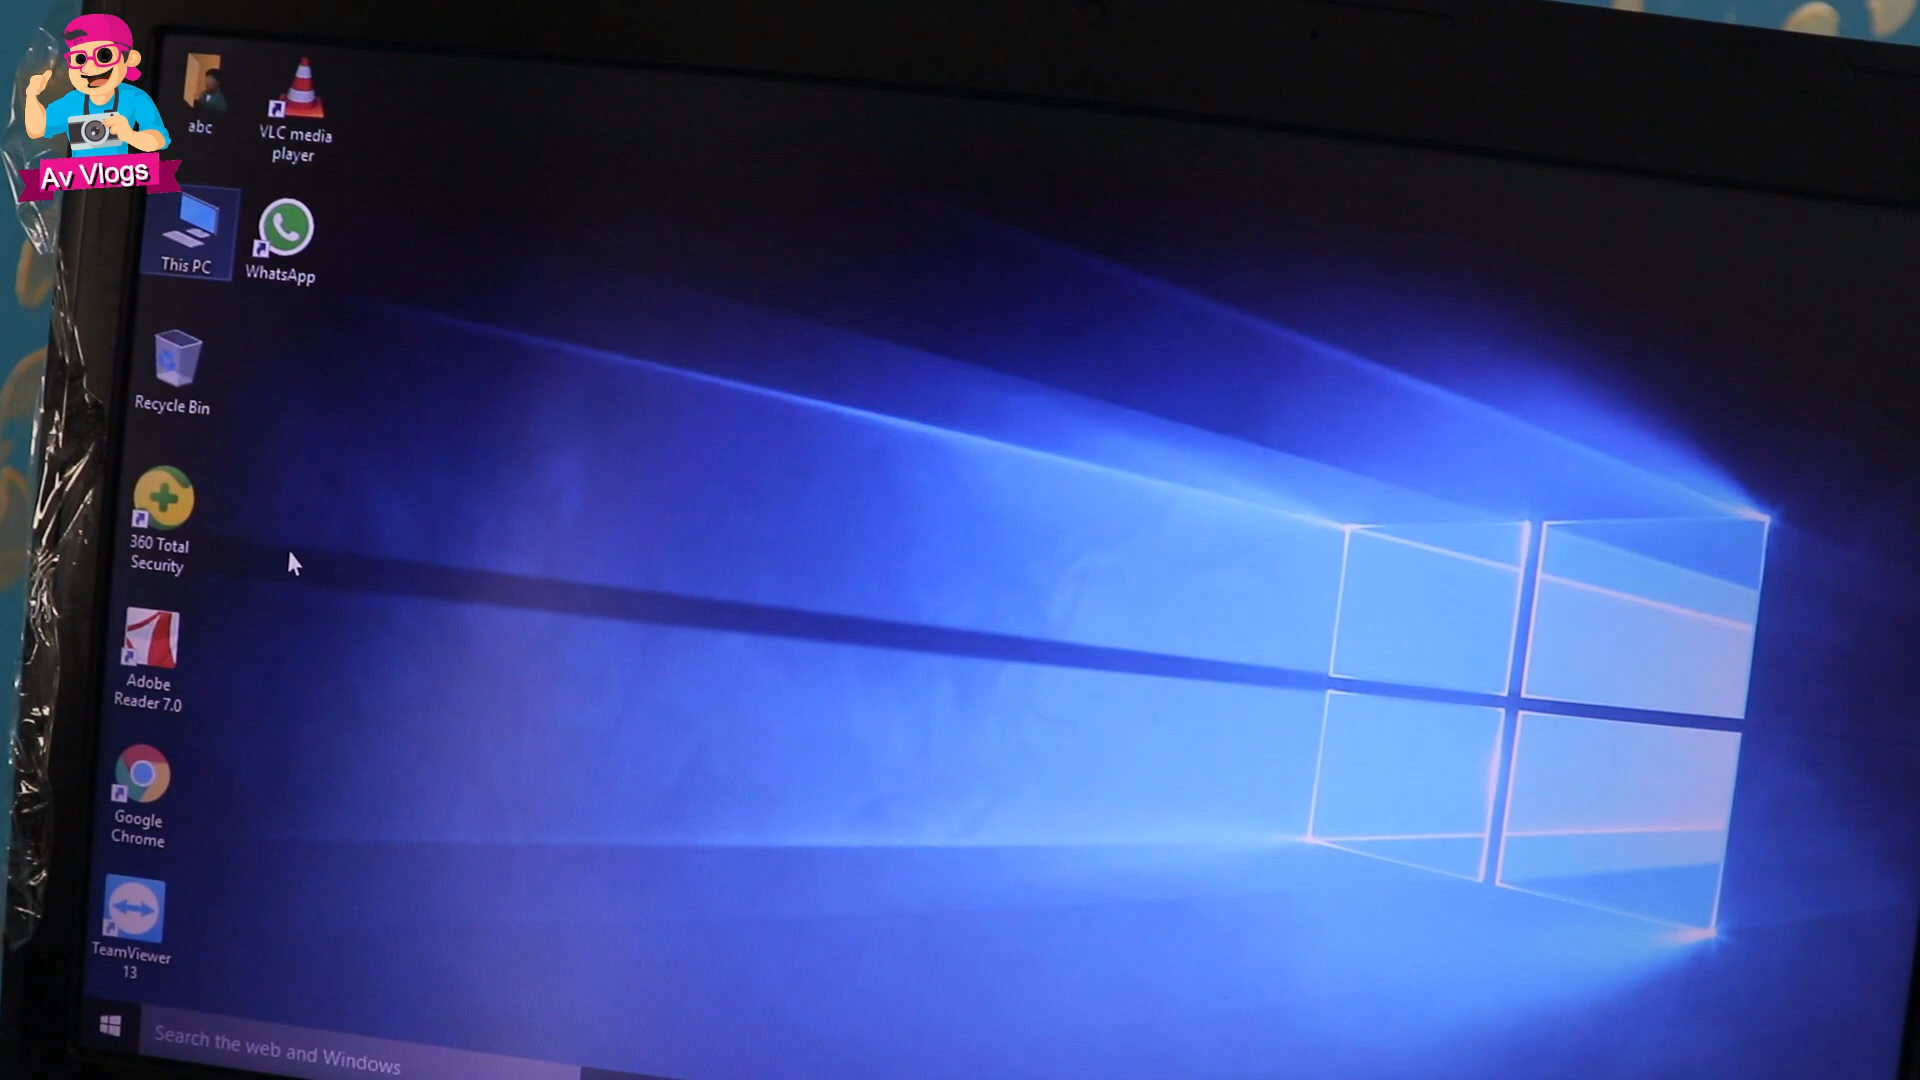 Av Vlogs
abc
VLC media
player
This PC
WhatsApp
Recycle Bin
360 Total
Security
Adobe
Reader 7.0
Google
Chrome
TeamViewer
13
Search the web and Windows